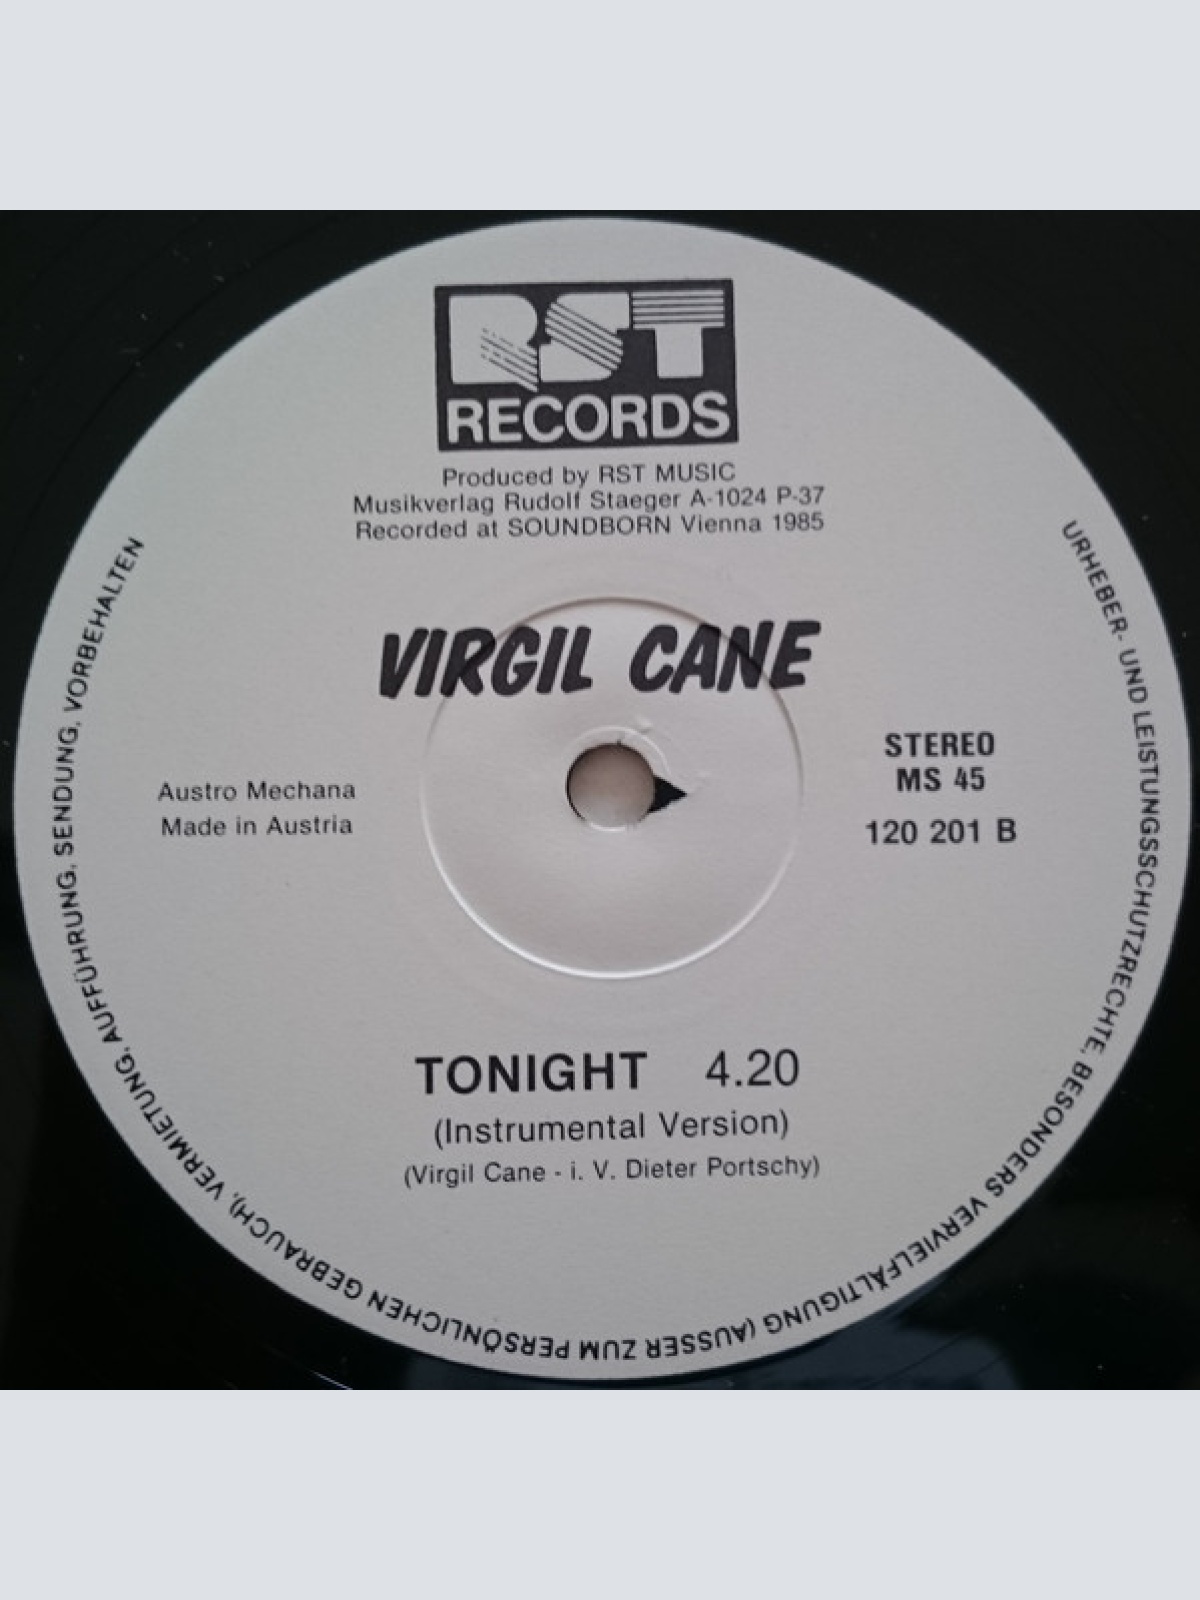 RST
RECORDS
Produced by RST MUSIC
Musikverlag Rudolf Staeger A-1024 P-37
Recorded at SOUNDBORN Vienna 1985
VIRGIL CANE
STEREO
MS 45
120 201 B
Austro Mechana
Made in Austria
TONIGHT 4.20
(Instrumental Version)
(Virgil Cane - i. V. Dieter Portschy)
URHEBER- UND LEISTUNGSSCHUTZRECHTE, BESONDERS VERVIELFÄLTIGUNG (AUSSER ZUM PERSÖNLICHEN GEBRAUCH), VERMIETUNG, AUFFÜHRUNG, SENDUNG, VORBEHALTEN